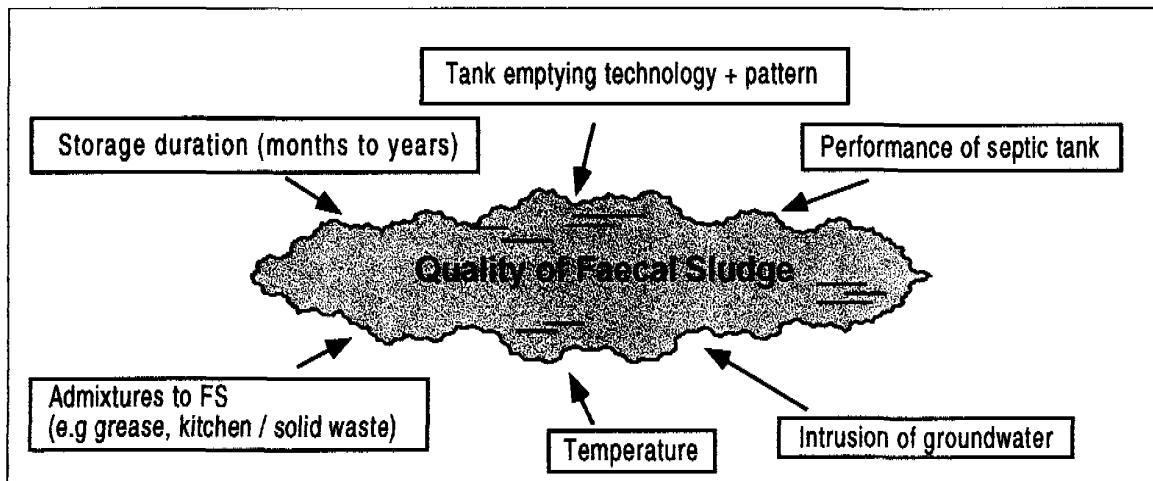 Tank emptying technology + pattern
Storage duration (months to years)
Performance of septic tank
Quality of Faecal Sludge
Admixtures to FS
(e.g grease, kitchen / solid waste)
Temperature
Intrusion of groundwater